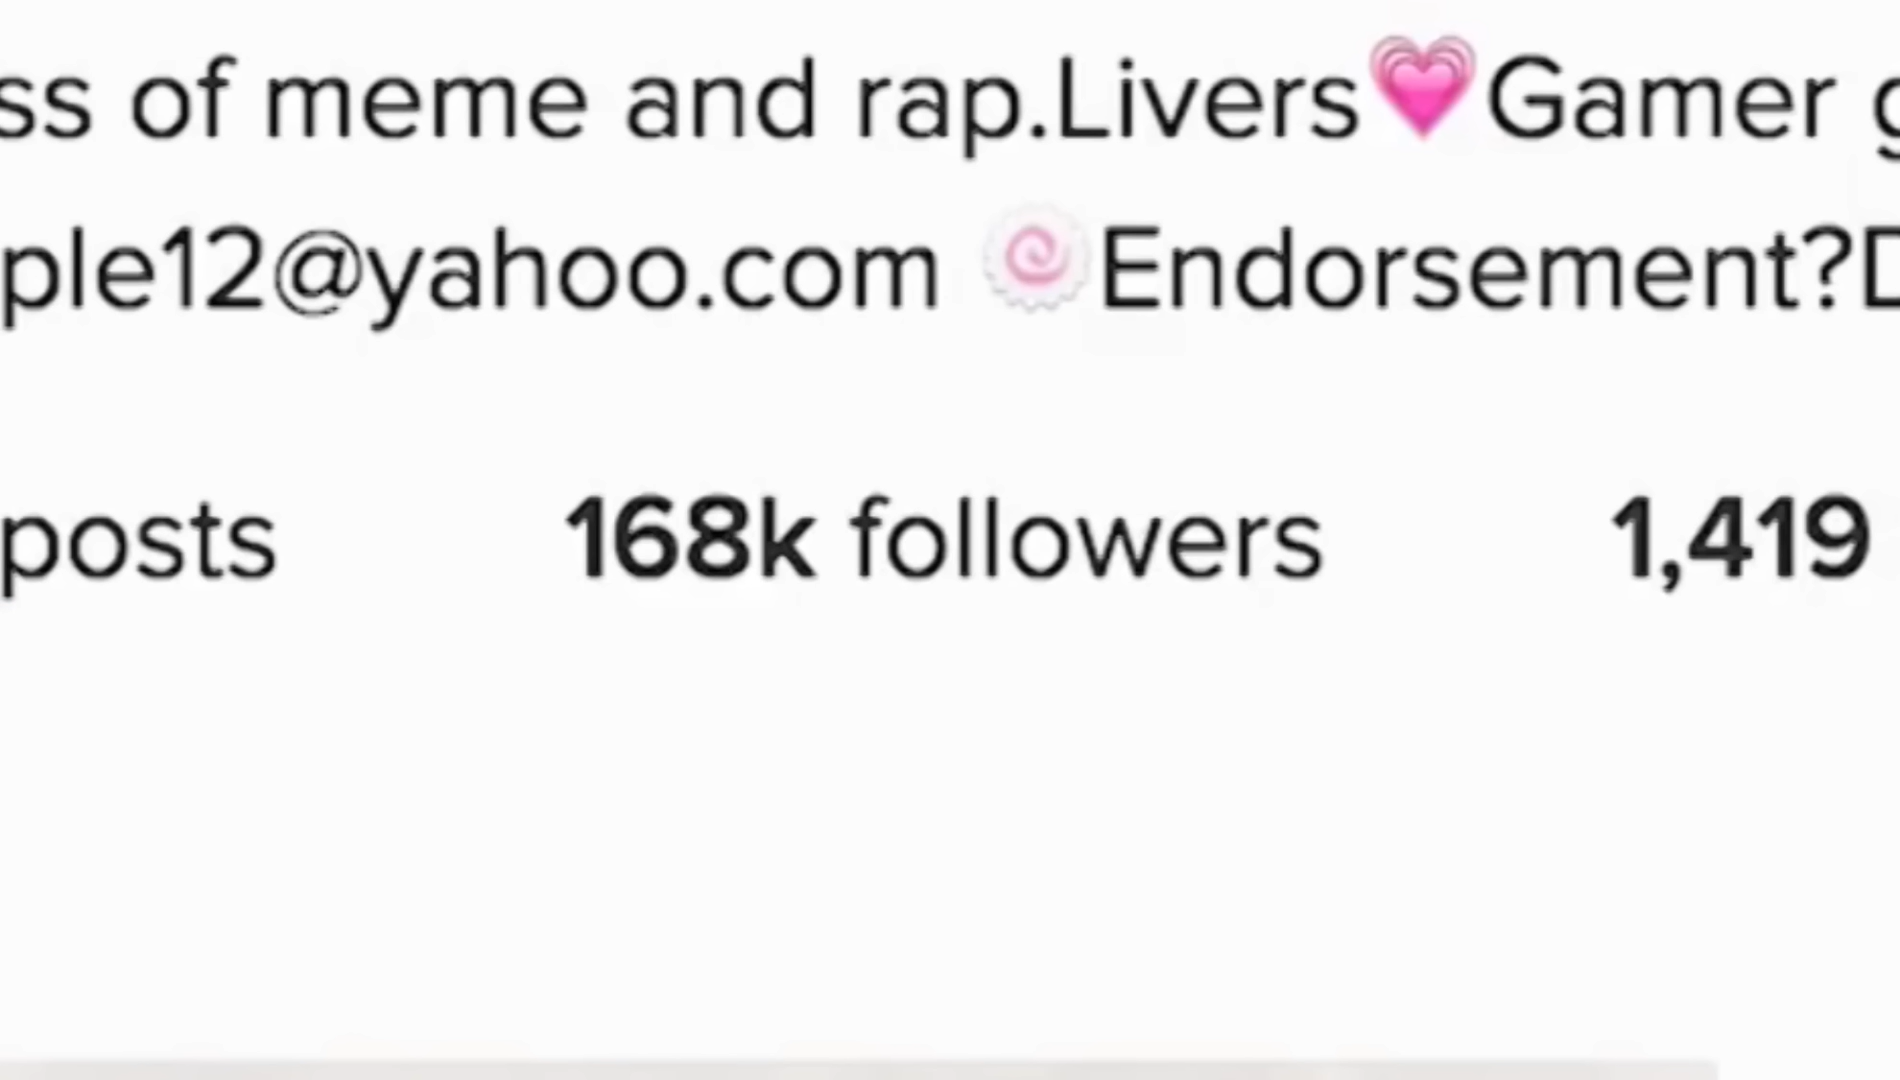 ss of meme and rap.Livers💗Gamer g
ple12@yahoo.com 🍥Endorsement?D
posts 168k followers 1,419